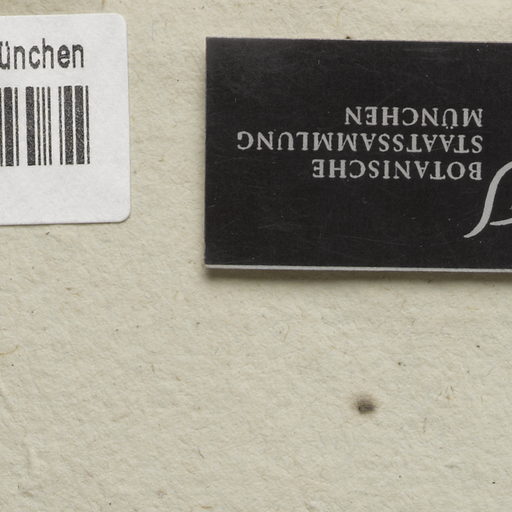 ünchen
BOTANISCHE
STAATSSAMMLUNG
MÜNCHEN